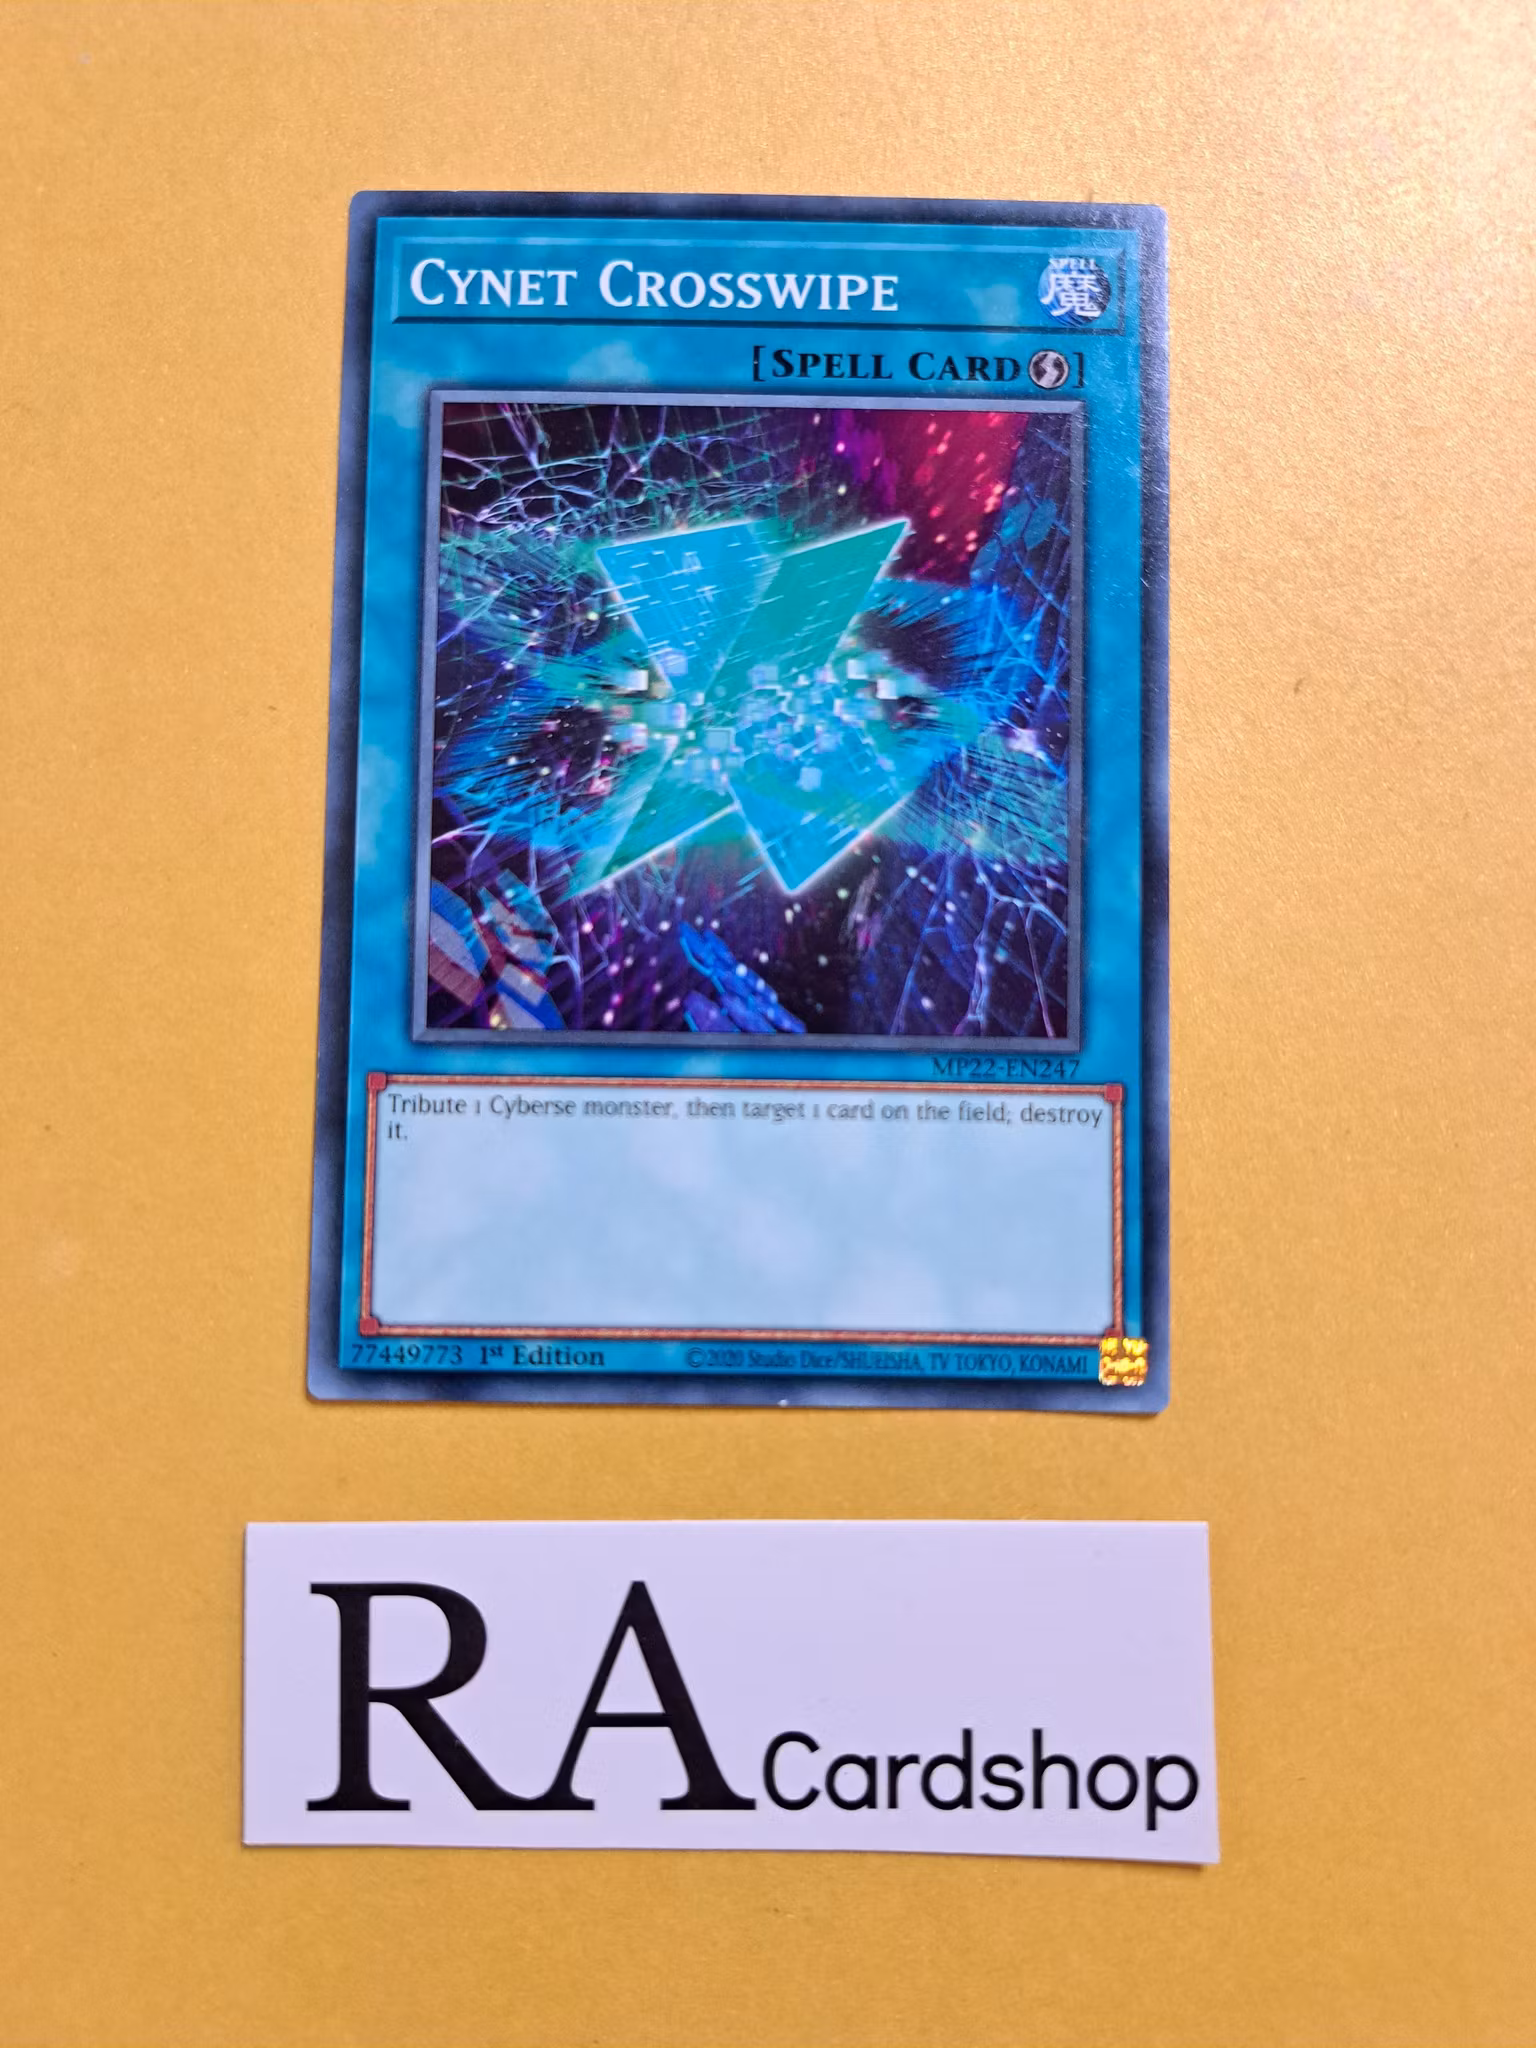 CYNET CROSSWIPE
SPELL
魔
[SPELL CARD]
MP22-EN247
Tribute 1 Cyberse monster, then target 1 card on the field; destroy
it.
77449773 1st Edition ©2020 Studio Dice/SHUEISHA, TV TOKYO, KONAMI
RA Cardshop